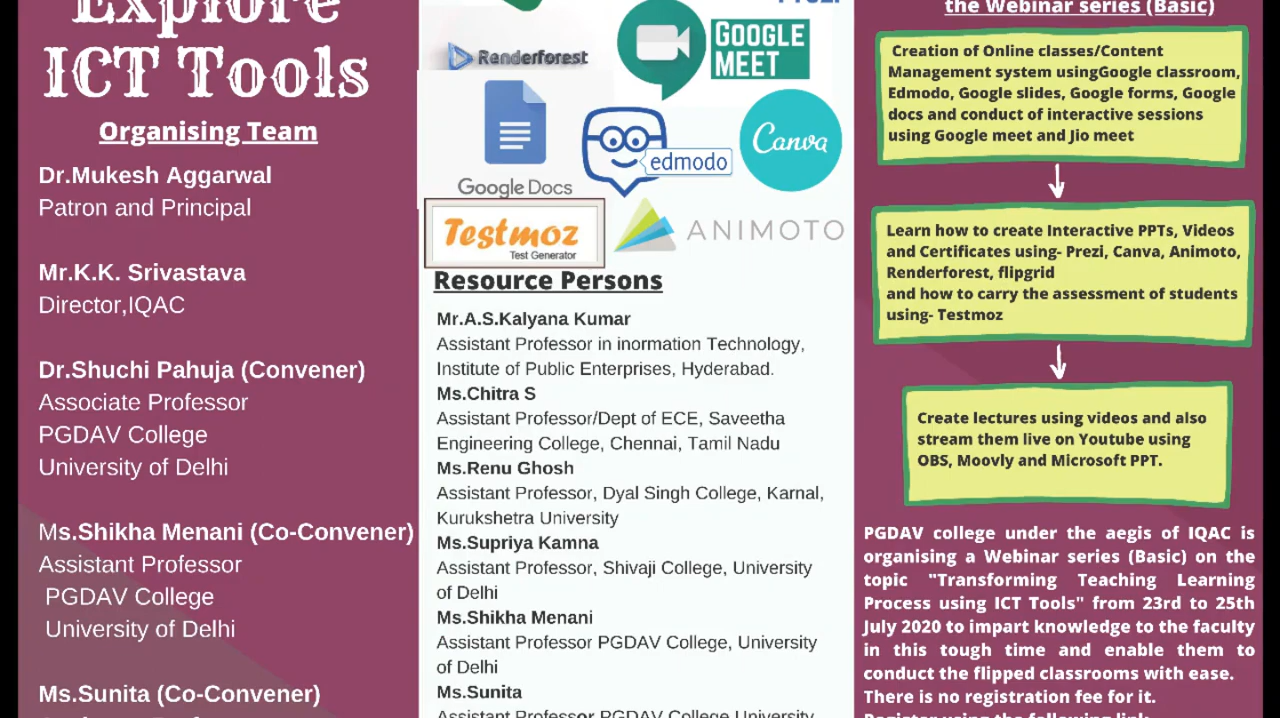 Explore
ICT Tools
Organising Team
Dr.Mukesh Aggarwal
Patron and Principal
Mr.K.K. Srivastava
Director,IQAC
Dr.Shuchi Pahuja (Convener)
Associate Professor
PGDAV College
University of Delhi
Ms.Shikha Menani (Co-Convener)
Assistant Professor
PGDAV College
University of Delhi
Ms.Sunita (Co-Convener)
Renderforest
GOOGLE
MEET
Google Docs
edmodo
Canva
Testmoz
Test Generator
ANIMOTO
Resource Persons
Mr.A.S.Kalyana Kumar
Assistant Professor in inormation Technology,
Institute of Public Enterprises, Hyderabad.
Ms.Chitra S
Assistant Professor/Dept of ECE, Saveetha
Engineering College, Chennai, Tamil Nadu
Ms.Renu Ghosh
Assistant Professor, Dyal Singh College, Karnal,
Kurukshetra University
Ms.Supriya Kamna
Assistant Professor, Shivaji College, University
of Delhi
Ms.Shikha Menani
Assistant Professor PGDAV College, University
of Delhi
Ms.Sunita
Assistant Professor PGDAV College University
the Webinar series (Basic)
Creation of Online classes/Content
Management system usingGoogle classroom,
Edmodo, Google slides, Google forms, Google
docs and conduct of interactive sessions
using Google meet and Jio meet
Learn how to create Interactive PPTs, Videos
and Certificates using- Prezi, Canva, Animoto,
Renderforest, flipgrid
and how to carry the assessment of students
using- Testmoz
Create lectures using videos and also
stream them live on Youtube using
OBS, Moovly and Microsoft PPT.
PGDAV college under the aegis of IQAC is
organising a Webinar series (Basic) on the
topic "Transforming Teaching Learning
Process using ICT Tools" from 23rd to 25th
July 2020 to impart knowledge to the faculty
in this tough time and enable them to
conduct the flipped classrooms with ease.
There is no registration fee for it.
Register using the following link